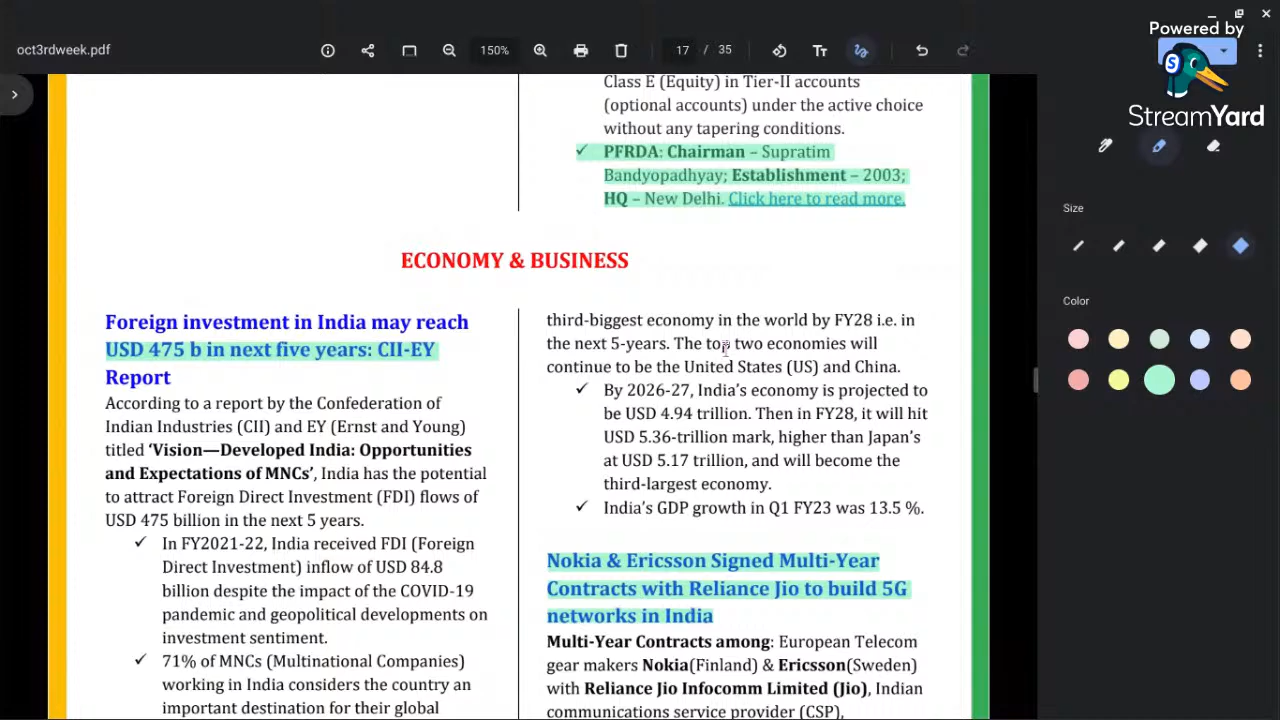 oct3rdweek.pdf
150%
17 / 35
Powered by
StreamYard
Class E (Equity) in Tier-II accounts
(optional accounts) under the active choice
without any tapering conditions.
✓ PFRDA: Chairman – Supratim
Bandyopadhyay; Establishment – 2003;
HQ – New Delhi. Click here to read more.
ECONOMY & BUSINESS
Foreign investment in India may reach
USD 475 b in next five years: CII-EY
Report
According to a report by the Confederation of
Indian Industries (CII) and EY (Ernst and Young)
titled ‘Vision—Developed India: Opportunities
and Expectations of MNCs’, India has the potential
to attract Foreign Direct Investment (FDI) flows of
USD 475 billion in the next 5 years.
✓ In FY2021-22, India received FDI (Foreign
Direct Investment) inflow of USD 84.8
billion despite the impact of the COVID-19
pandemic and geopolitical developments on
investment sentiment.
✓ 71% of MNCs (Multinational Companies)
working in India considers the country an
important destination for their global
third-biggest economy in the world by FY28 i.e. in
the next 5-years. The top two economies will
continue to be the United States (US) and China.
✓ By 2026-27, India’s economy is projected to
be USD 4.94 trillion. Then in FY28, it will hit
USD 5.36-trillion mark, higher than Japan’s
at USD 5.17 trillion, and will become the
third-largest economy.
✓ India’s GDP growth in Q1 FY23 was 13.5 %.
Nokia & Ericsson Signed Multi-Year
Contracts with Reliance Jio to build 5G
networks in India
Multi-Year Contracts among: European Telecom
gear makers Nokia(Finland) & Ericsson(Sweden)
with Reliance Jio Infocomm Limited (Jio), Indian
communications service provider (CSP),
Size
Color